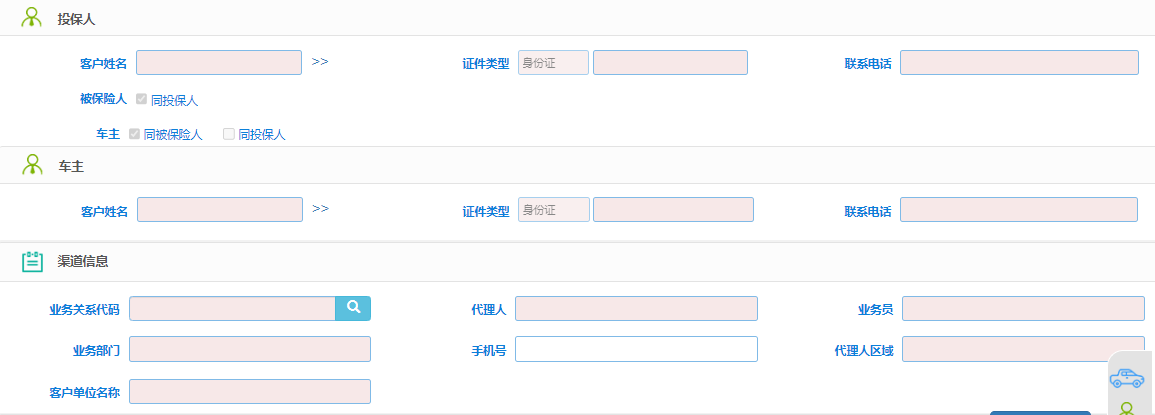 投保人
客户姓名 >> 证件类型 身份证 联系电话
被保险人 同投保人
车主 同被保险人 同投保人
车主
客户姓名 >> 证件类型 身份证 联系电话
渠道信息
业务关系代码 代理人 业务员
业务部门 手机号 代理人区域
客户单位名称